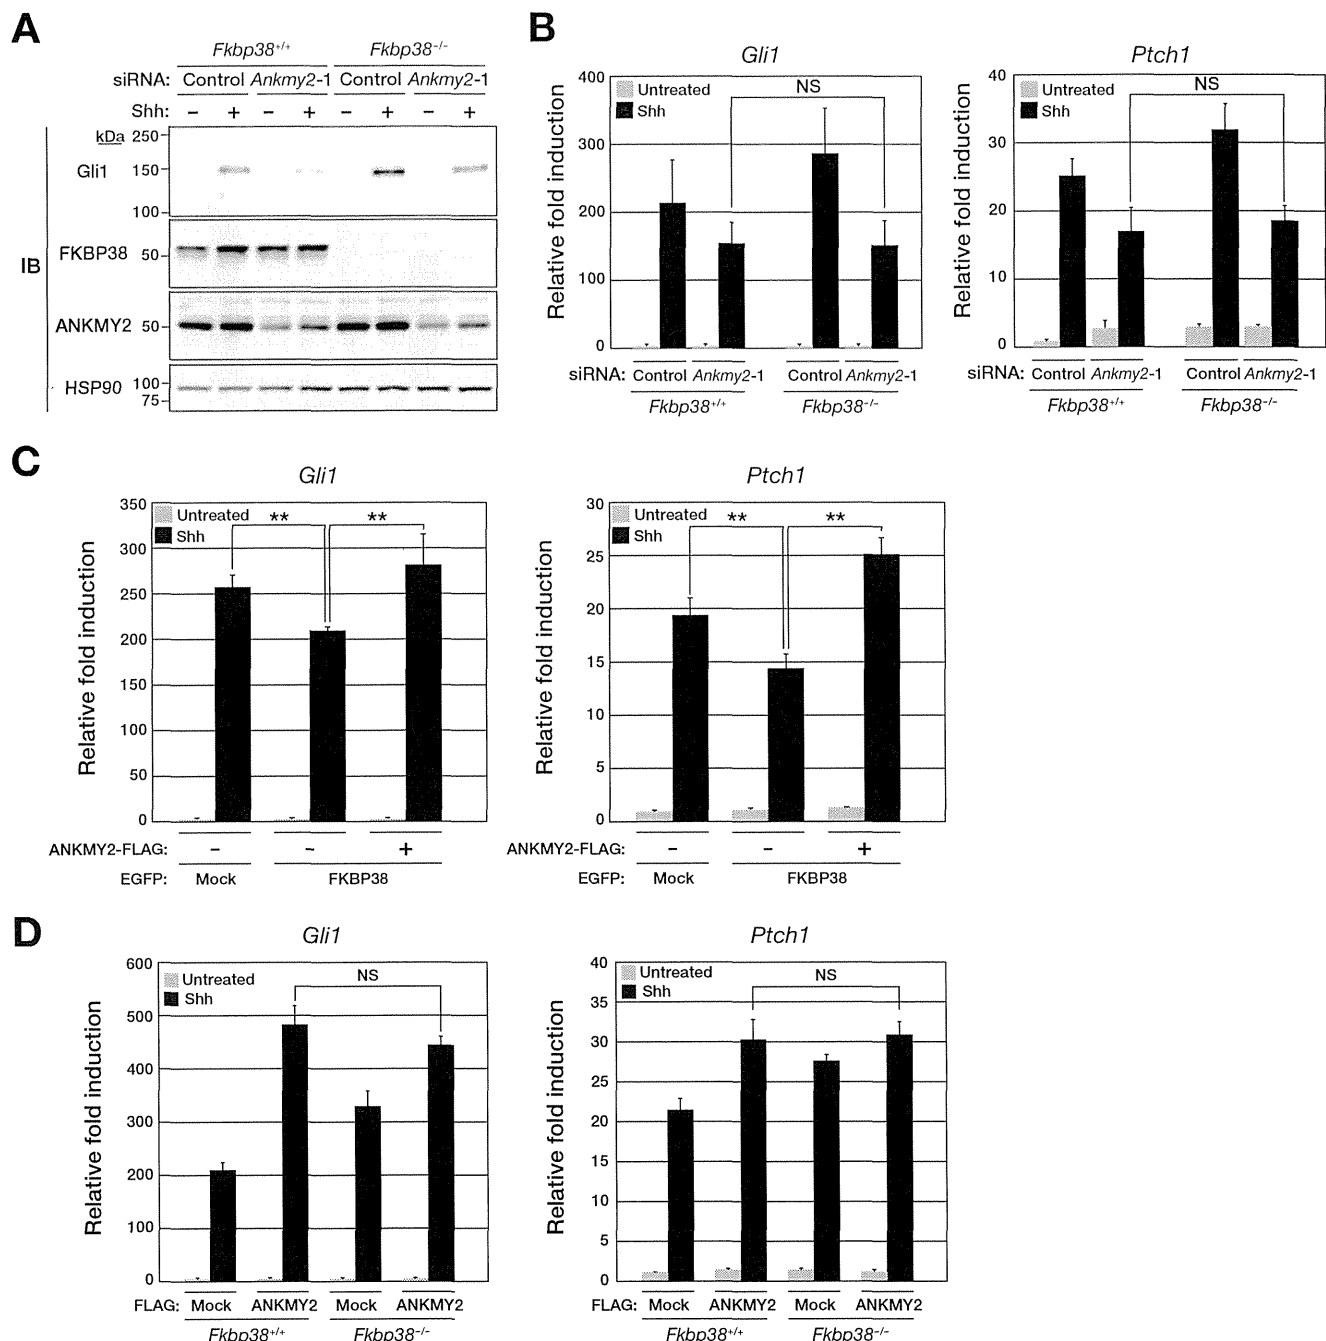 A
Fkbp38+/+ Fkbp38-/-
siRNA: Control Ankmy2-1 Control Ankmy2-1
Shh: – + – + – + – +
kDa
250
Gli1 150
100
IB
FKBP38 50
ANKMY2 50
HSP90 100
75
B
Gli1
Relative fold induction
400
300
200
100
0
Untreated
Shh
NS
siRNA: Control Ankmy2-1 Control Ankmy2-1
Fkbp38+/+ Fkbp38-/-
Ptch1
Relative fold induction
40
30
20
10
0
Untreated
Shh
NS
siRNA: Control Ankmy2-1 Control Ankmy2-1
Fkbp38+/+ Fkbp38-/-
C
Gli1
Relative fold induction
350
300
250
200
150
100
50
0
Untreated
Shh
** **
ANKMY2-FLAG: – – +
EGFP: Mock FKBP38
Ptch1
Relative fold induction
30
25
20
15
10
5
0
Untreated
Shh
** **
ANKMY2-FLAG: – – +
EGFP: Mock FKBP38
D
Gli1
Relative fold induction
600
500
400
300
200
100
0
Untreated
Shh
NS
FLAG: Mock ANKMY2 Mock ANKMY2
Fkbp38+/+ Fkbp38-/-
Ptch1
Relative fold induction
40
35
30
25
20
15
10
5
0
Untreated
Shh
NS
FLAG: Mock ANKMY2 Mock ANKMY2
Fkbp38+/+ Fkbp38-/-